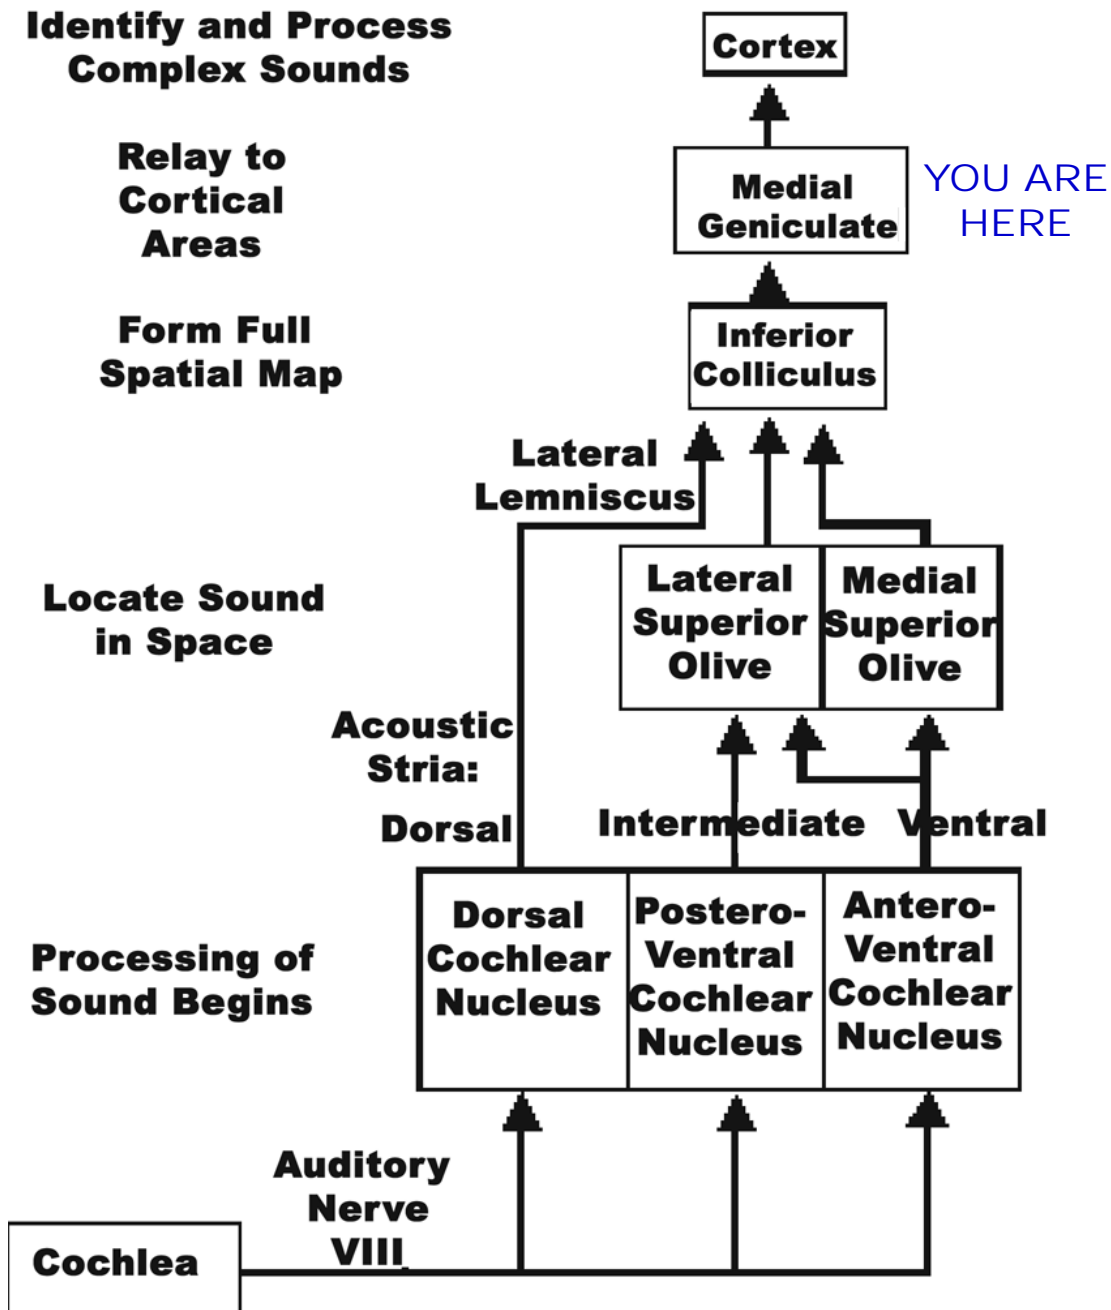 Identify and Process
Complex Sounds
Cortex
Relay to
Cortical
Areas
Medial
Geniculate
YOU ARE
HERE
Form Full
Spatial Map
Inferior
Colliculus
Lateral
Lemniscus
Locate Sound
in Space
Lateral
Superior
Olive
Medial
Superior
Olive
Acoustic
Stria:
Dorsal
Intermediate
Ventral
Processing of
Sound Begins
Dorsal
Cochlear
Nucleus
Postero-
Ventral
Cochlear
Nucleus
Antero-
Ventral
Cochlear
Nucleus
Auditory
Nerve
VIII
Cochlea